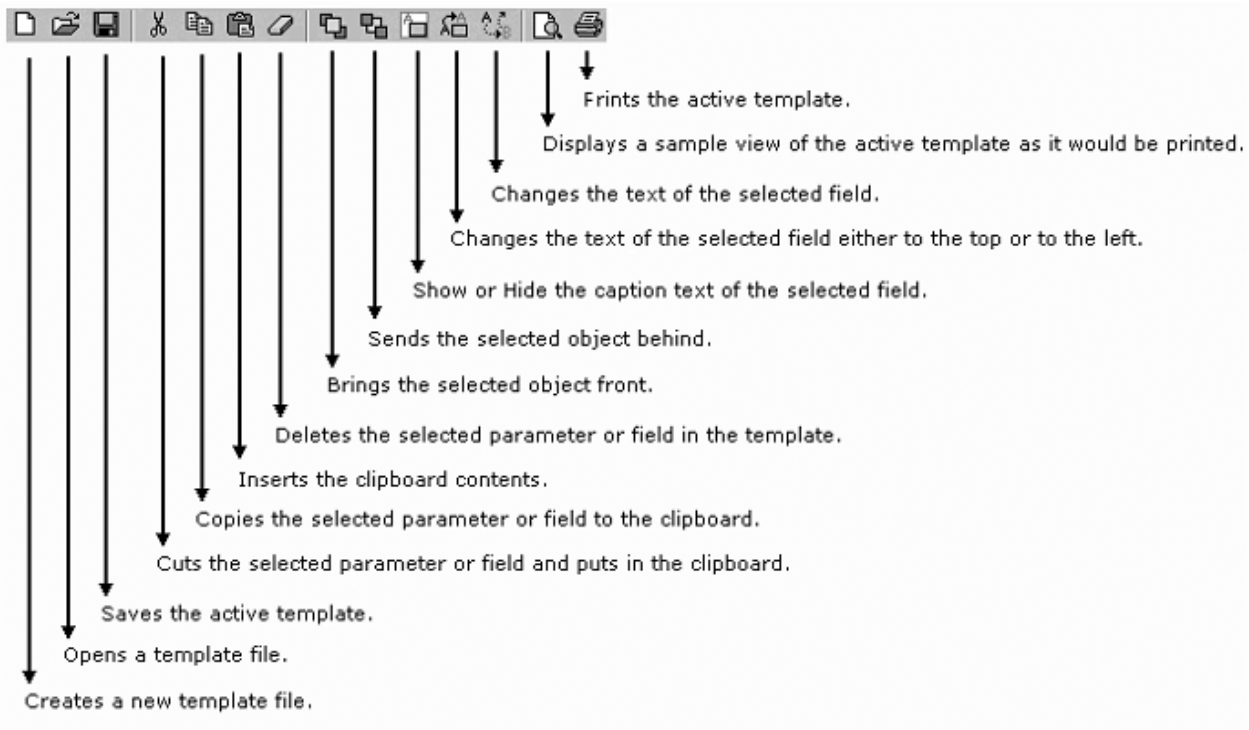 Frints the active template.
Displays a sample view of the active template as it would be printed.
Changes the text of the selected field.
Changes the text of the selected field either to the top or to the left.
Show or Hide the caption text of the selected field.
Sends the selected object behind.
Brings the selected object front.
Deletes the selected parameter or field in the template.
Inserts the clipboard contents.
Copies the selected parameter or field to the clipboard.
Cuts the selected parameter or field and puts in the clipboard.
Saves the active template.
Opens a template file.
Creates a new template file.